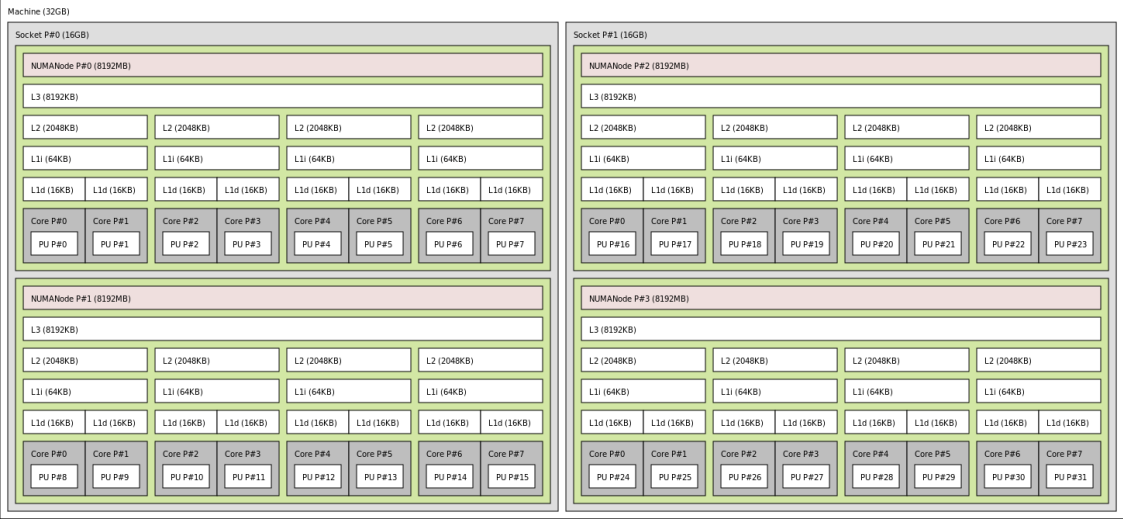 Machine (32GB)
Socket P#0 (16GB)
NUMANode P#0 (8192MB)
L3 (8192KB)
L2 (2048KB) L2 (2048KB) L2 (2048KB) L2 (2048KB)
L1i (64KB) L1i (64KB) L1i (64KB) L1i (64KB)
L1d (16KB) L1d (16KB) L1d (16KB) L1d (16KB) L1d (16KB) L1d (16KB) L1d (16KB) L1d (16KB)
Core P#0 Core P#1 Core P#2 Core P#3 Core P#4 Core P#5 Core P#6 Core P#7
PU P#0 PU P#1 PU P#2 PU P#3 PU P#4 PU P#5 PU P#6 PU P#7
NUMANode P#1 (8192MB)
L3 (8192KB)
L2 (2048KB) L2 (2048KB) L2 (2048KB) L2 (2048KB)
L1i (64KB) L1i (64KB) L1i (64KB) L1i (64KB)
L1d (16KB) L1d (16KB) L1d (16KB) L1d (16KB) L1d (16KB) L1d (16KB) L1d (16KB) L1d (16KB)
Core P#0 Core P#1 Core P#2 Core P#3 Core P#4 Core P#5 Core P#6 Core P#7
PU P#8 PU P#9 PU P#10 PU P#11 PU P#12 PU P#13 PU P#14 PU P#15
Socket P#1 (16GB)
NUMANode P#2 (8192MB)
L3 (8192KB)
L2 (2048KB) L2 (2048KB) L2 (2048KB) L2 (2048KB)
L1i (64KB) L1i (64KB) L1i (64KB) L1i (64KB)
L1d (16KB) L1d (16KB) L1d (16KB) L1d (16KB) L1d (16KB) L1d (16KB) L1d (16KB) L1d (16KB)
Core P#0 Core P#1 Core P#2 Core P#3 Core P#4 Core P#5 Core P#6 Core P#7
PU P#16 PU P#17 PU P#18 PU P#19 PU P#20 PU P#21 PU P#22 PU P#23
NUMANode P#3 (8192MB)
L3 (8192KB)
L2 (2048KB) L2 (2048KB) L2 (2048KB) L2 (2048KB)
L1i (64KB) L1i (64KB) L1i (64KB) L1i (64KB)
L1d (16KB) L1d (16KB) L1d (16KB) L1d (16KB) L1d (16KB) L1d (16KB) L1d (16KB) L1d (16KB)
Core P#0 Core P#1 Core P#2 Core P#3 Core P#4 Core P#5 Core P#6 Core P#7
PU P#24 PU P#25 PU P#26 PU P#27 PU P#28 PU P#29 PU P#30 PU P#31